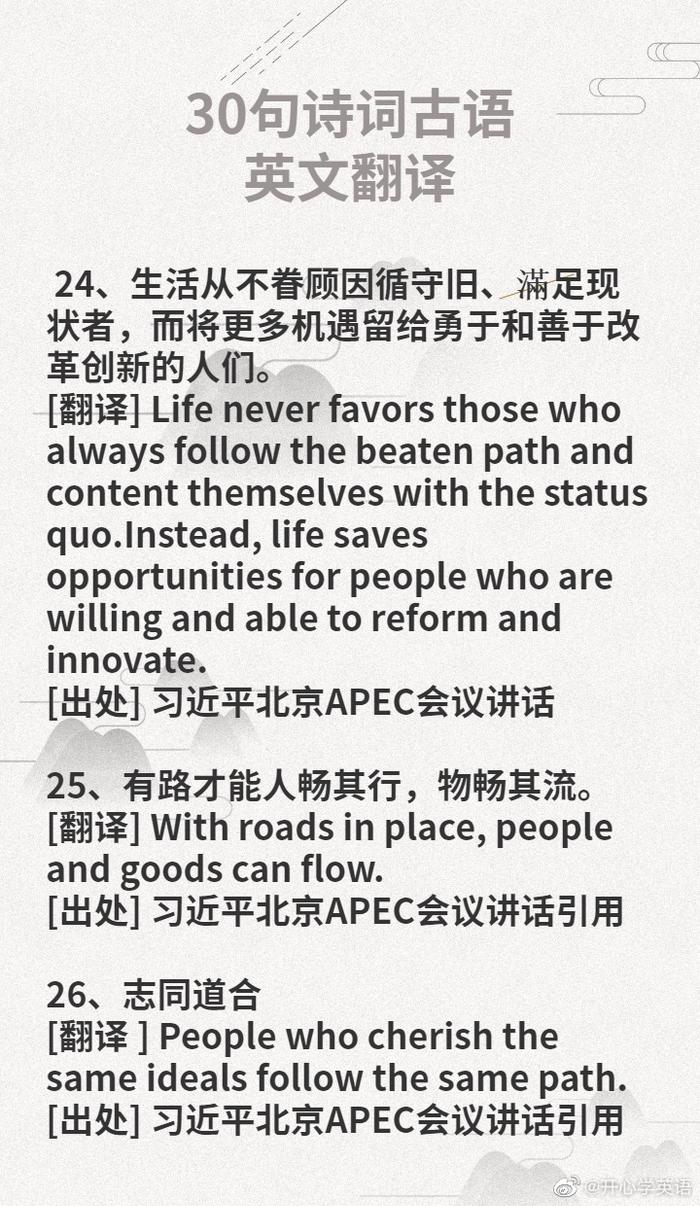 30句诗词古语
英文翻译
24、生活从不眷顾因循守旧、滿足现
状者，而将更多机遇留给勇于和善于改
革创新的人们。
[翻译] Life never favors those who
always follow the beaten path and
content themselves with the status
quo.Instead, life saves
opportunities for people who are
willing and able to reform and
innovate.
[出处] 习近平北京APEC会议讲话
25、有路才能人畅其行，物畅其流。
[翻译] With roads in place, people
and goods can flow.
[出处] 习近平北京APEC会议讲话引用
26、志同道合
[翻译 ] People who cherish the
same ideals follow the same path.
[出处] 习近平北京APEC会议讲话引用
@开心学英语